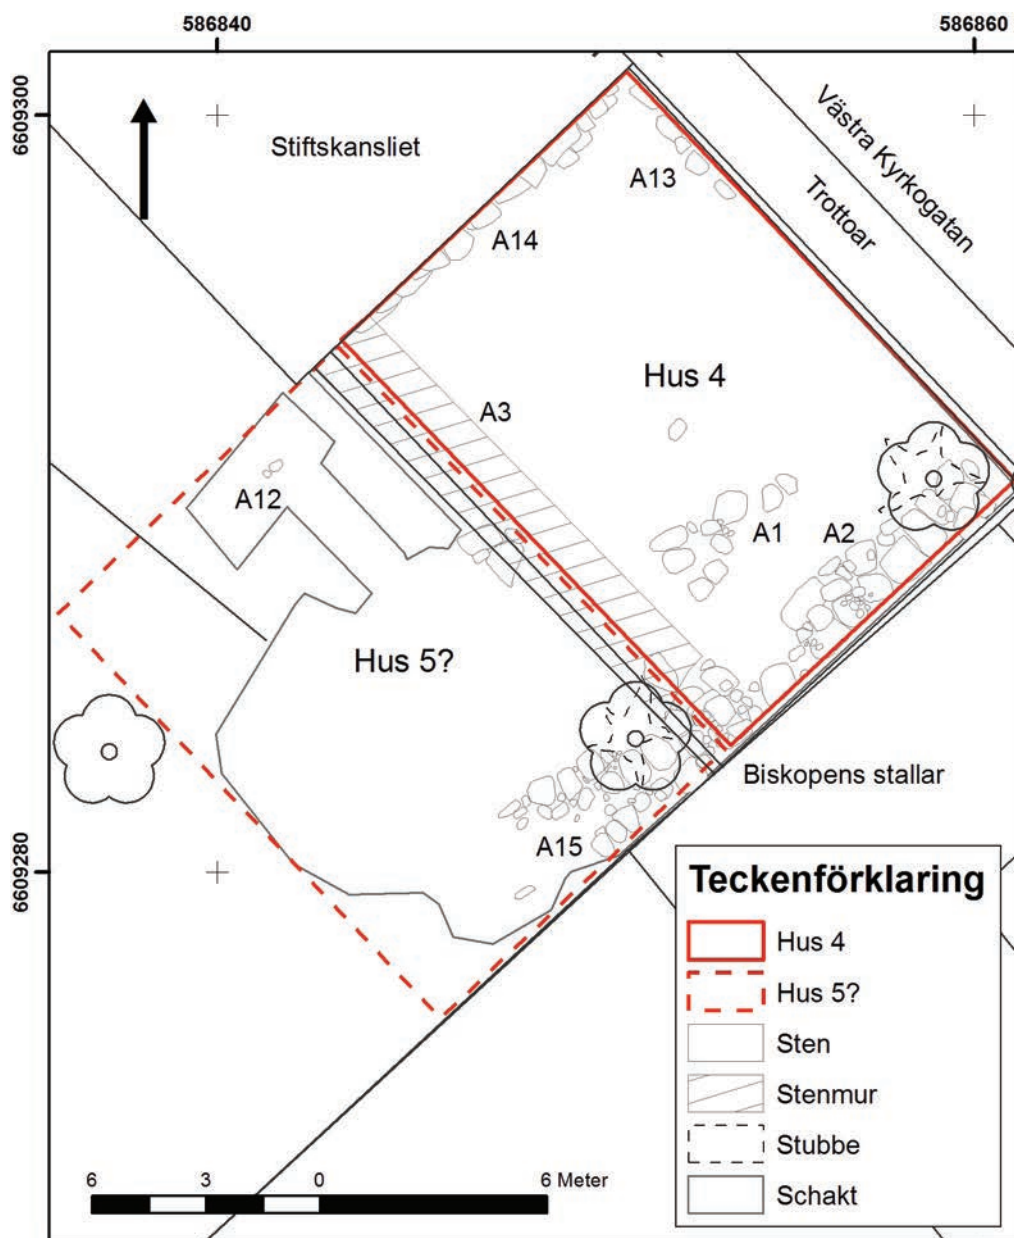 586840
586860
6609300
Stiftskansliet
Västra Kyrkogatan
Trottoar
A13
A14
Hus 4
A3
A12
A1
A2
Hus 5?
Biskopens stallar
A15
6609280
Teckenförklaring
Hus 4
Hus 5?
Sten
Stenmur
Stubbe
Schakt
6 3 0 6 Meter